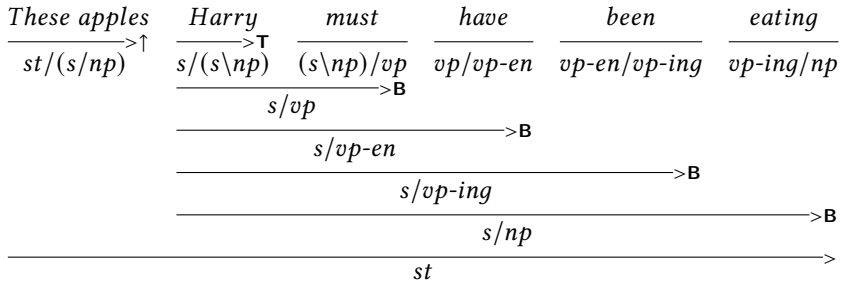 These apples Harry must have been eating
>↑ >T
st/(s/np) s/(s\np) (s\np)/vp vp/vp-en vp-en/vp-ing vp-ing/np
>B
s/vp
>B
s/vp-en
>B
s/vp-ing
>B
s/np
>
st